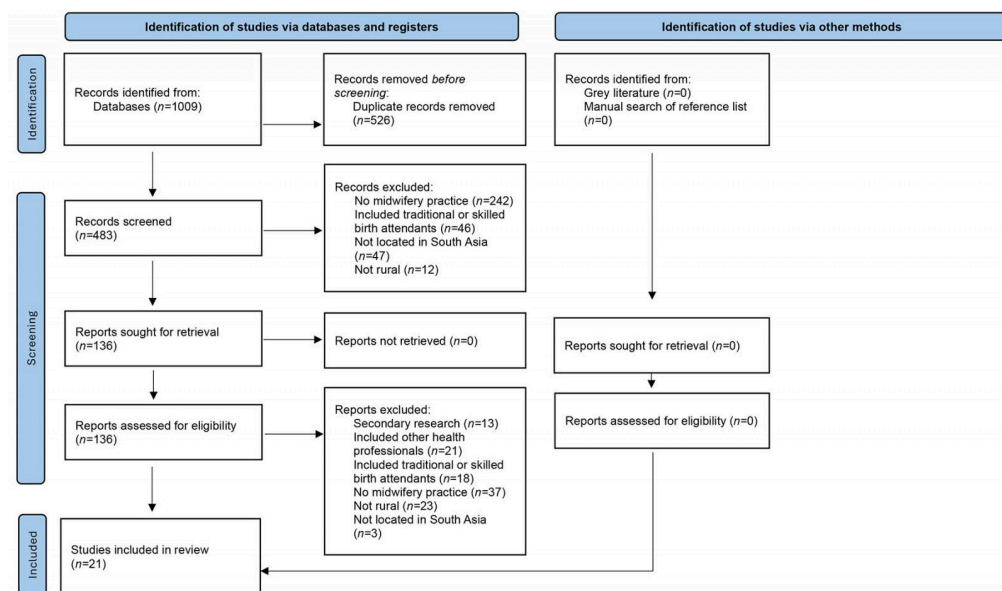 Identification of studies via databases and registers
Identification of studies via other methods
Identification
Records identified from:
Databases (n=1009)
Records removed before
screening:
Duplicate records removed
(n=526)
Records identified from:
Grey literature (n=0)
Manual search of reference list
(n=0)
Screening
Records screened
(n=483)
Records excluded:
No midwifery practice (n=242)
Included traditional or skilled
birth attendants (n=46)
Not located in South Asia
(n=47)
Not rural (n=12)
Reports sought for retrieval
(n=136)
Reports not retrieved (n=0)
Reports sought for retrieval (n=0)
Reports assessed for eligibility
(n=136)
Reports excluded:
Secondary research (n=13)
Included other health
professionals (n=21)
Included traditional or skilled
birth attendants (n=18)
No midwifery practice (n=37)
Not rural (n=23)
Not located in South Asia
(n=3)
Reports assessed for eligibility (n=0)
Included
Studies included in review
(n=21)